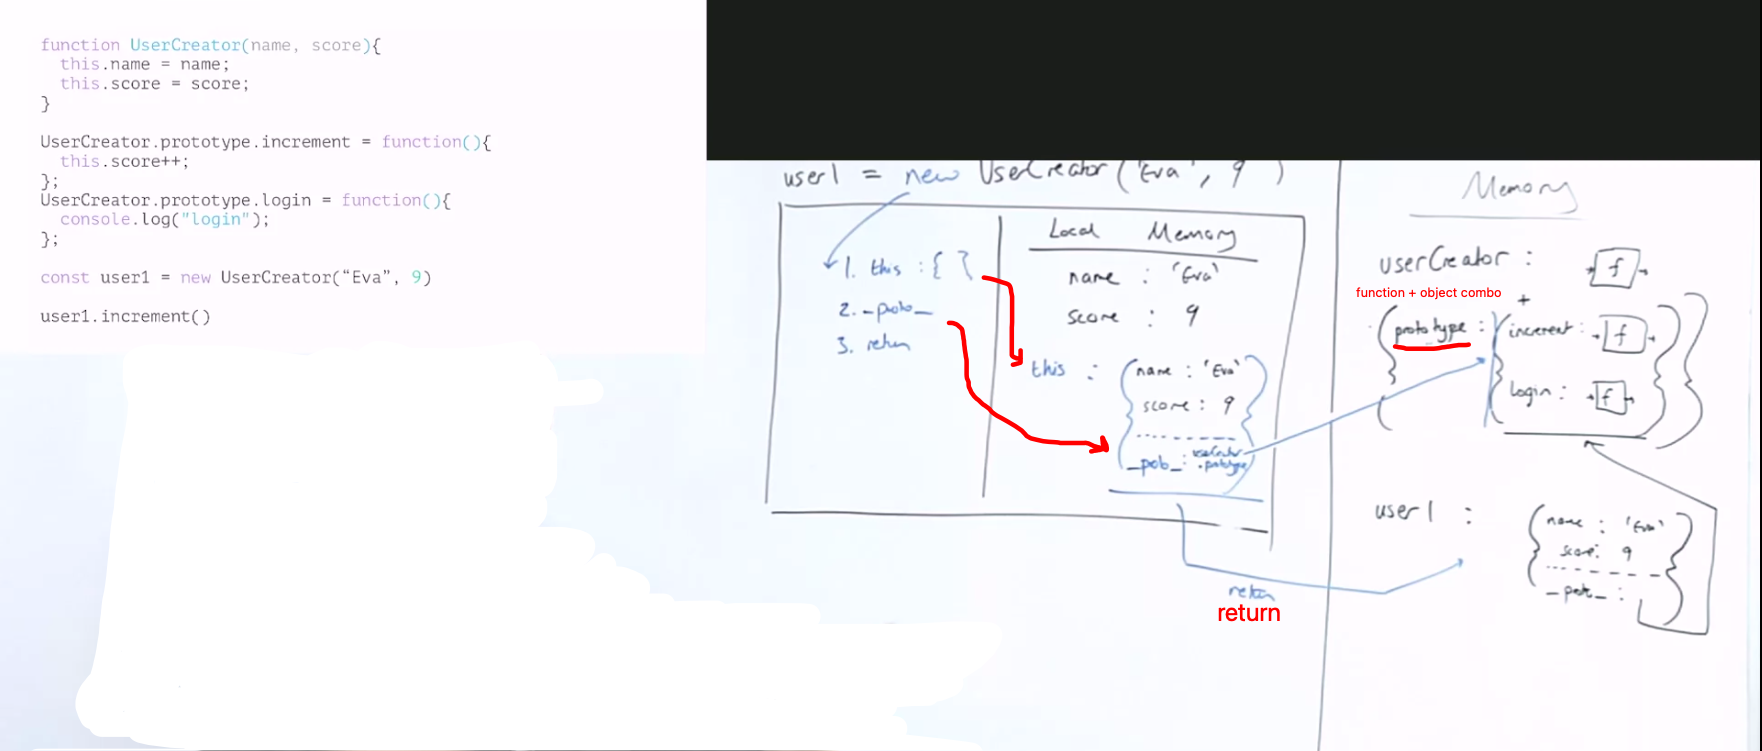 function UserCreator(name, score){
this.name = name;
this.score = score;
}
UserCreator.prototype.increment = function(){
this.score++;
};
UserCreator.prototype.login = function(){
console.log("login");
};
const user1 = new UserCreator(“Eva”, 9)
user1.increment()
user1 = new UserCreator('Eva', 9)
1. this : { }
2. _proto_
3. return
Local Memory
name : 'Eva'
score : 9
this : { name : 'Eva'
score : 9
_proto_ : userCreator
.prototype }
return
return
Memory
userCreator : f
function + object combo
+
{ prototype : { increment : f
login : f } }
user1 : { name : 'Eva'
score : 9
_proto_ : }